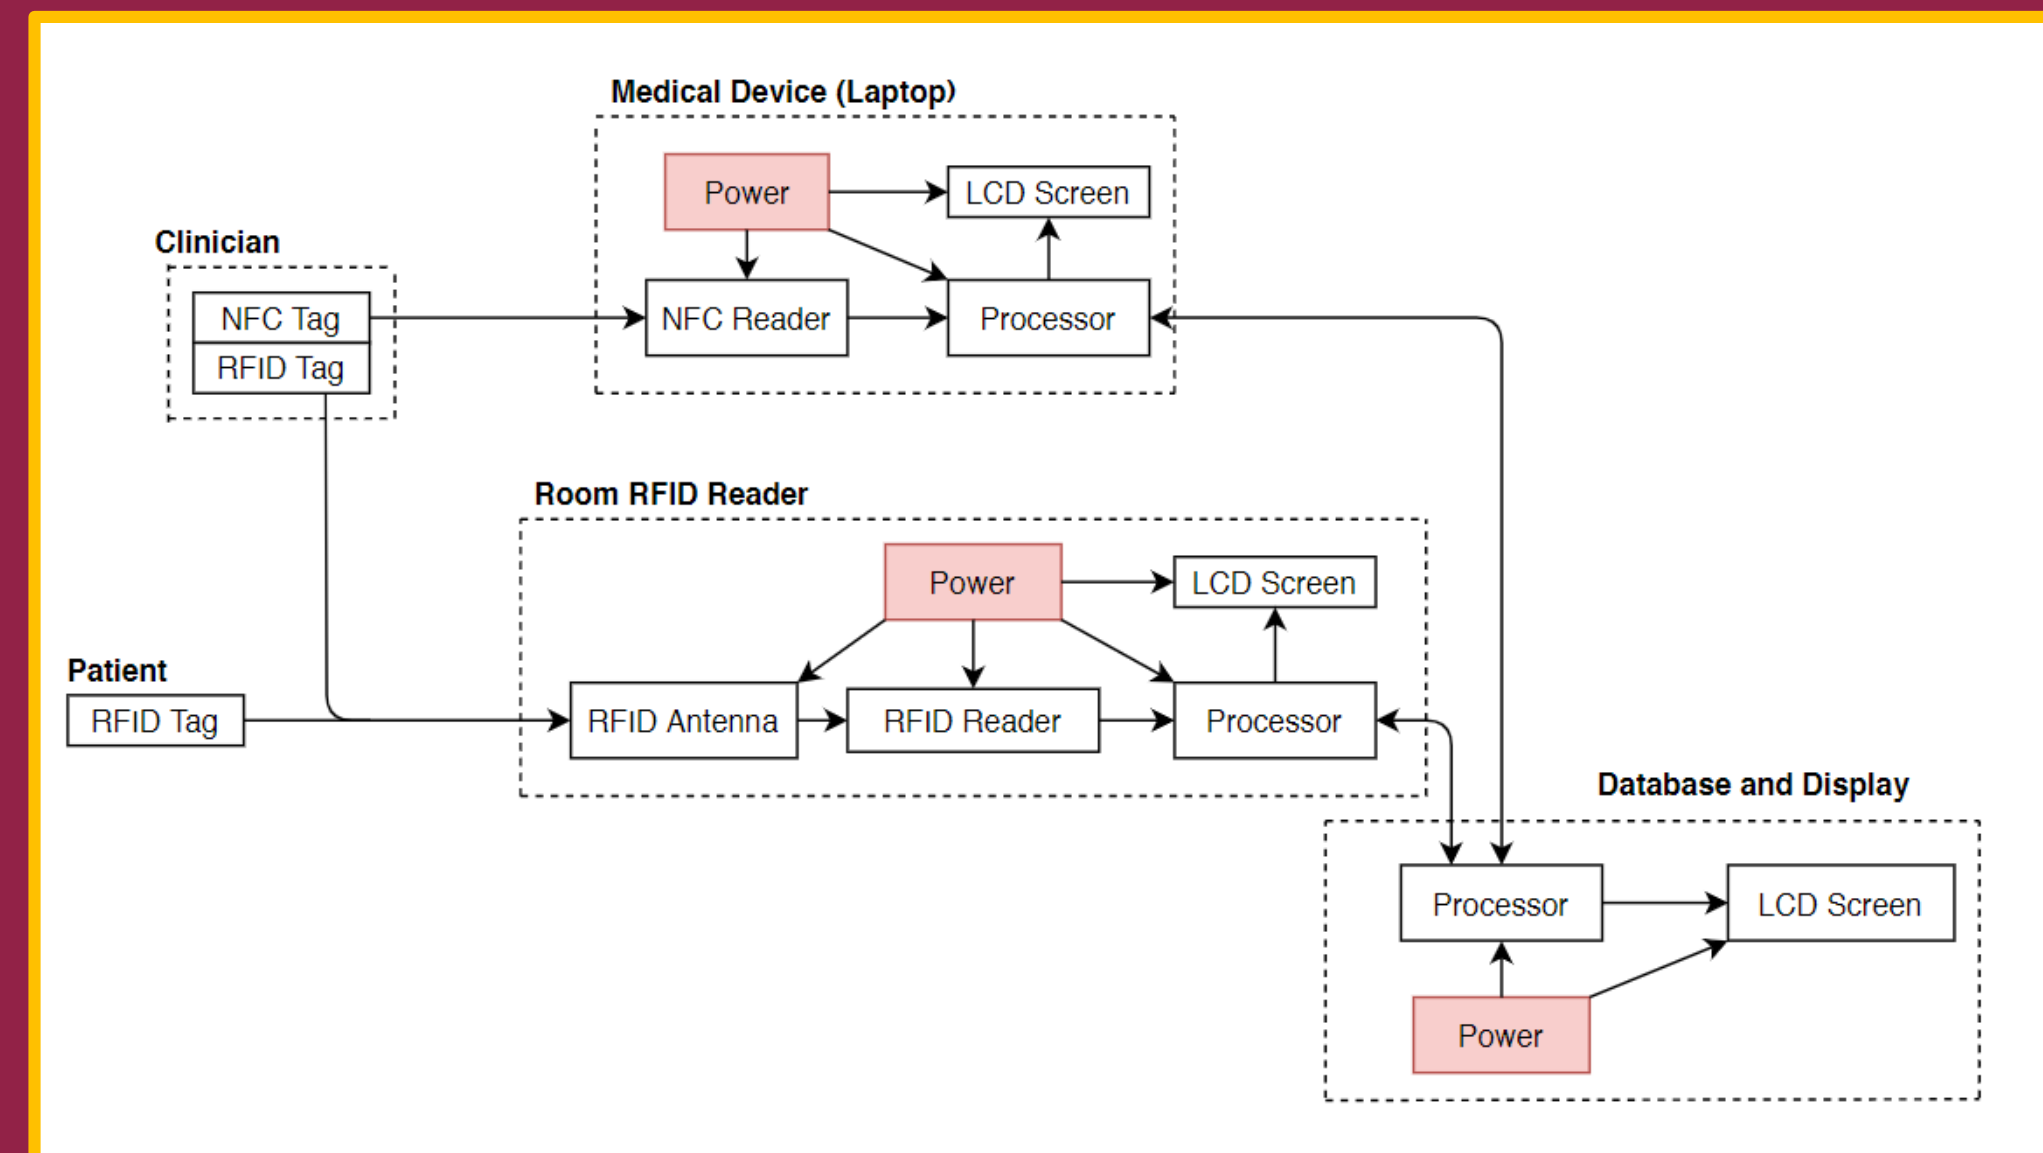 Medical Device (Laptop)
Power
LCD Screen
Clinician
NFC Tag
NFC Reader
Processor
RFID Tag
Room RFID Reader
Power
LCD Screen
Patient
RFID Tag
RFID Antenna
RFID Reader
Processor
Database and Display
Processor
LCD Screen
Power